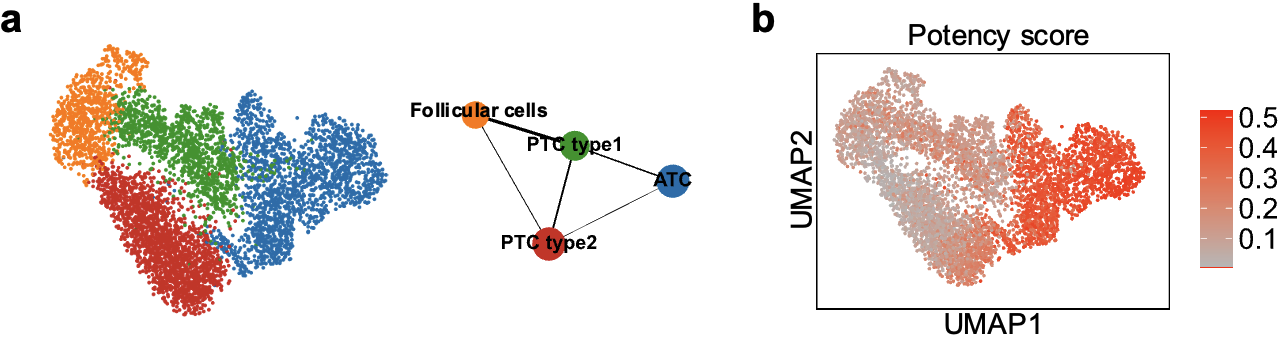 a
Follicular cells
PTC type1
ATC
PTC type2
b
Potency score
UMAP2
UMAP1
0.5
0.4
0.3
0.2
0.1